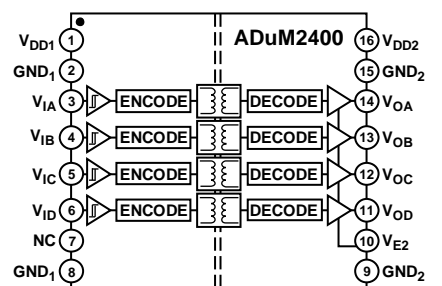 ADuM2400
VDD1 1 16 VDD2
GND1 2 15 GND2
VIA 3 ENCODE DECODE 14 VOA
VIB 4 ENCODE DECODE 13 VOB
VIC 5 ENCODE DECODE 12 VOC
VID 6 ENCODE DECODE 11 VOD
NC 7 10 VE2
GND1 8 9 GND2